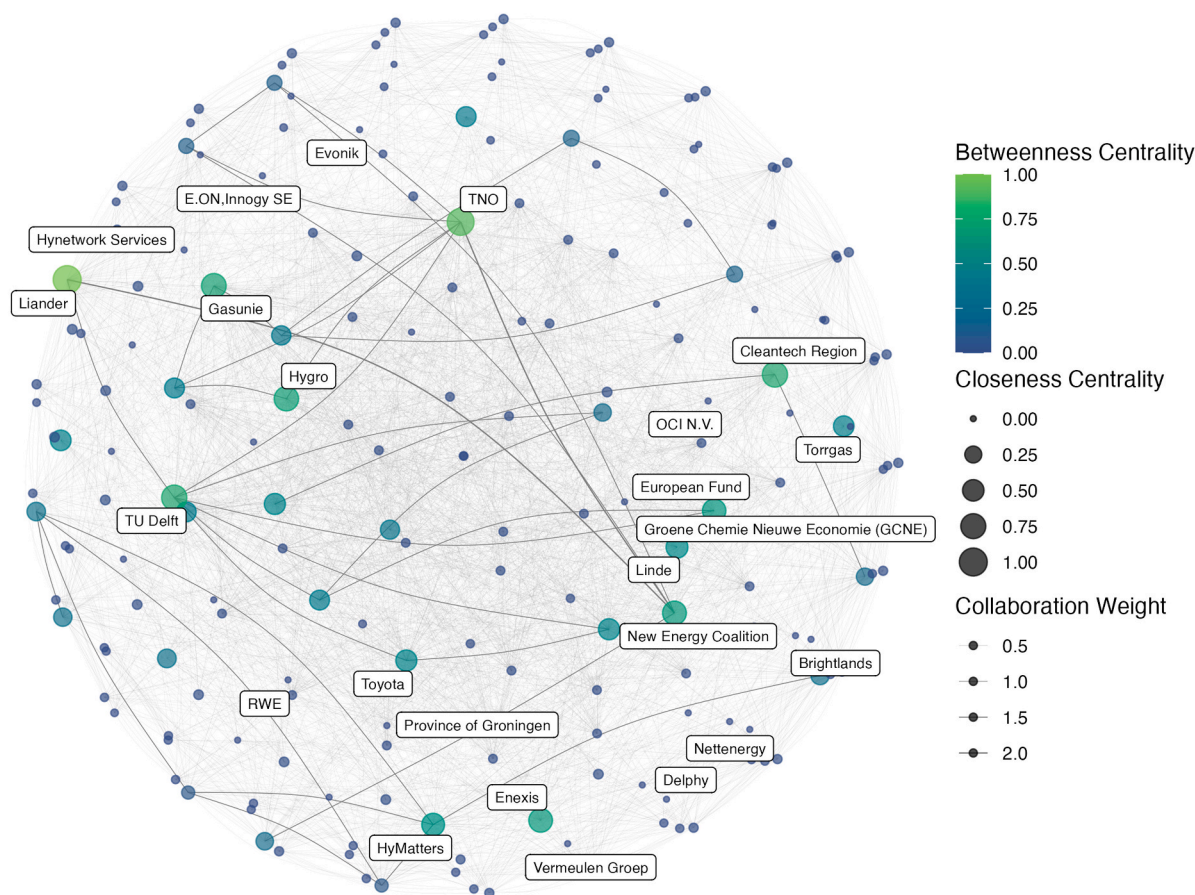 Evonik
E.ON,Innogy SE
TNO
Hynetwork Services
Liander
Gasunie
Hygro
Cleantech Region
OCI N.V.
Torrgas
European Fund
TU Delft
Groene Chemie Nieuwe Economie (GCNE)
Linde
New Energy Coalition
Brightlands
Toyota
RWE
Province of Groningen
Nettenergy
Delphy
Enexis
HyMatters
Vermeulen Groep
Betweenness Centrality
1.00
0.75
0.50
0.25
0.00
Closeness Centrality
0.00
0.25
0.50
0.75
1.00
Collaboration Weight
0.5
1.0
1.5
2.0